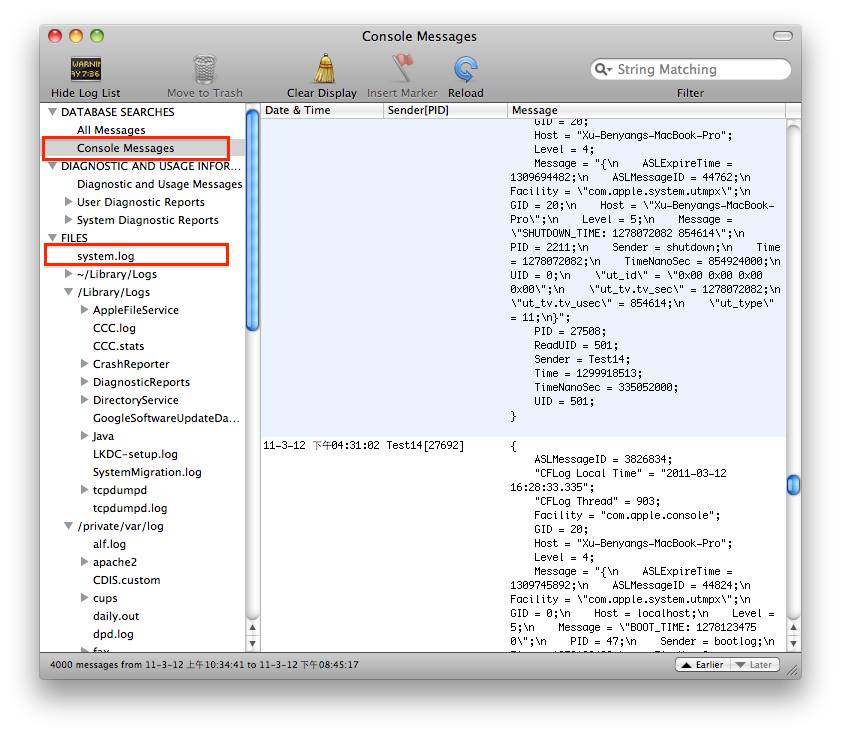 Console Messages
WARNIN
AY 7:36
Hide Log List
Move to Trash
Clear Display
Insert Marker
Reload
String Matching
Filter
DATABASE SEARCHES
All Messages
Console Messages
DIAGNOSTIC AND USAGE INFOR...
Diagnostic and Usage Messages
User Diagnostic Reports
System Diagnostic Reports
FILES
system.log
~/Library/Logs
/Library/Logs
AppleFileService
CCC.log
CCC.stats
CrashReporter
DiagnosticReports
DirectoryService
GoogleSoftwareUpdateDa...
Java
LKDC-setup.log
SystemMigration.log
tcpdumpd
tcpdumpd.log
/private/var/log
alf.log
apache2
CDIS.custom
cups
daily.out
dpd.log
fax
Date & Time
Sender[PID]
Message
GID = 20;
Host = "Xu-Benyangs-MacBook-Pro";
Level = 4;
Message = "{\n    ASLExpireTime =
1309694482;\n    ASLMessageID = 44762;\n
Facility = \"com.apple.system.utmpx\";\n
GID = 20;\n    Host = \"Xu-Benyangs-MacBook-
Pro\";\n    Level = 5;\n    Message =
\"SHUTDOWN_TIME: 1278072082 854614\";\n
PID = 2211;\n    Sender = shutdown;\n    Time
= 1278072082;\n    TimeNanoSec = 854924000;\n
UID = 0;\n    \"ut_id\" = \"0x00 0x00 0x00
0x00\";\n    \"ut_tv.tv_sec\" = 1278072082;\n
\"ut_tv.tv_usec\" = 854614;\n    \"ut_type\"
= 11;\n}";
PID = 27508;
ReadUID = 501;
Sender = Test14;
Time = 1299918513;
TimeNanoSec = 335052000;
UID = 501;
}
11-3-12 下午04:31:02 Test14[27692]
{
ASLMessageID = 3826834;
"CFLog Local Time" = "2011-03-12
16:28:33.335";
"CFLog Thread" = 903;
Facility = "com.apple.console";
GID = 20;
Host = "Xu-Benyangs-MacBook-Pro";
Level = 4;
Message = "{\n    ASLExpireTime =
1309745892;\n    ASLMessageID = 44824;\n
Facility = \"com.apple.system.utmpx\";\n
GID = 0;\n    Host = localhost;\n    Level =
5;\n    Message = \"BOOT_TIME: 1278123475
0\";\n    PID = 47;\n    Sender = bootlog;\n
4000 messages from 11-3-12 上午10:34:41 to 11-3-12 下午08:45:17
Earlier
Later